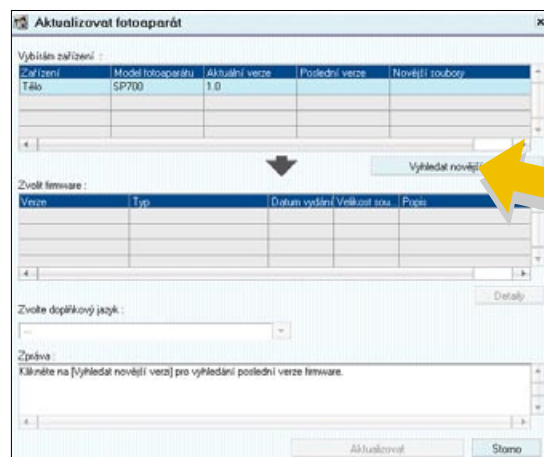 Aktualizovat fotoaparát
Vybírám zařízení :
Zařízení Model fotoaparátu Aktuální verze Poslední verze Novější soubory
Tělo SP700 1.0
Vyhledat novější
Zvolit firmware :
Verze Typ Datum vydání Velikost sou... Popis
Detaily
Zvolte doplňkový jazyk :
...
Zpráva :
Klikněte na [Vyhledat novější verzi] pro vyhledání poslední verze firmware.
Aktualizovat Storno